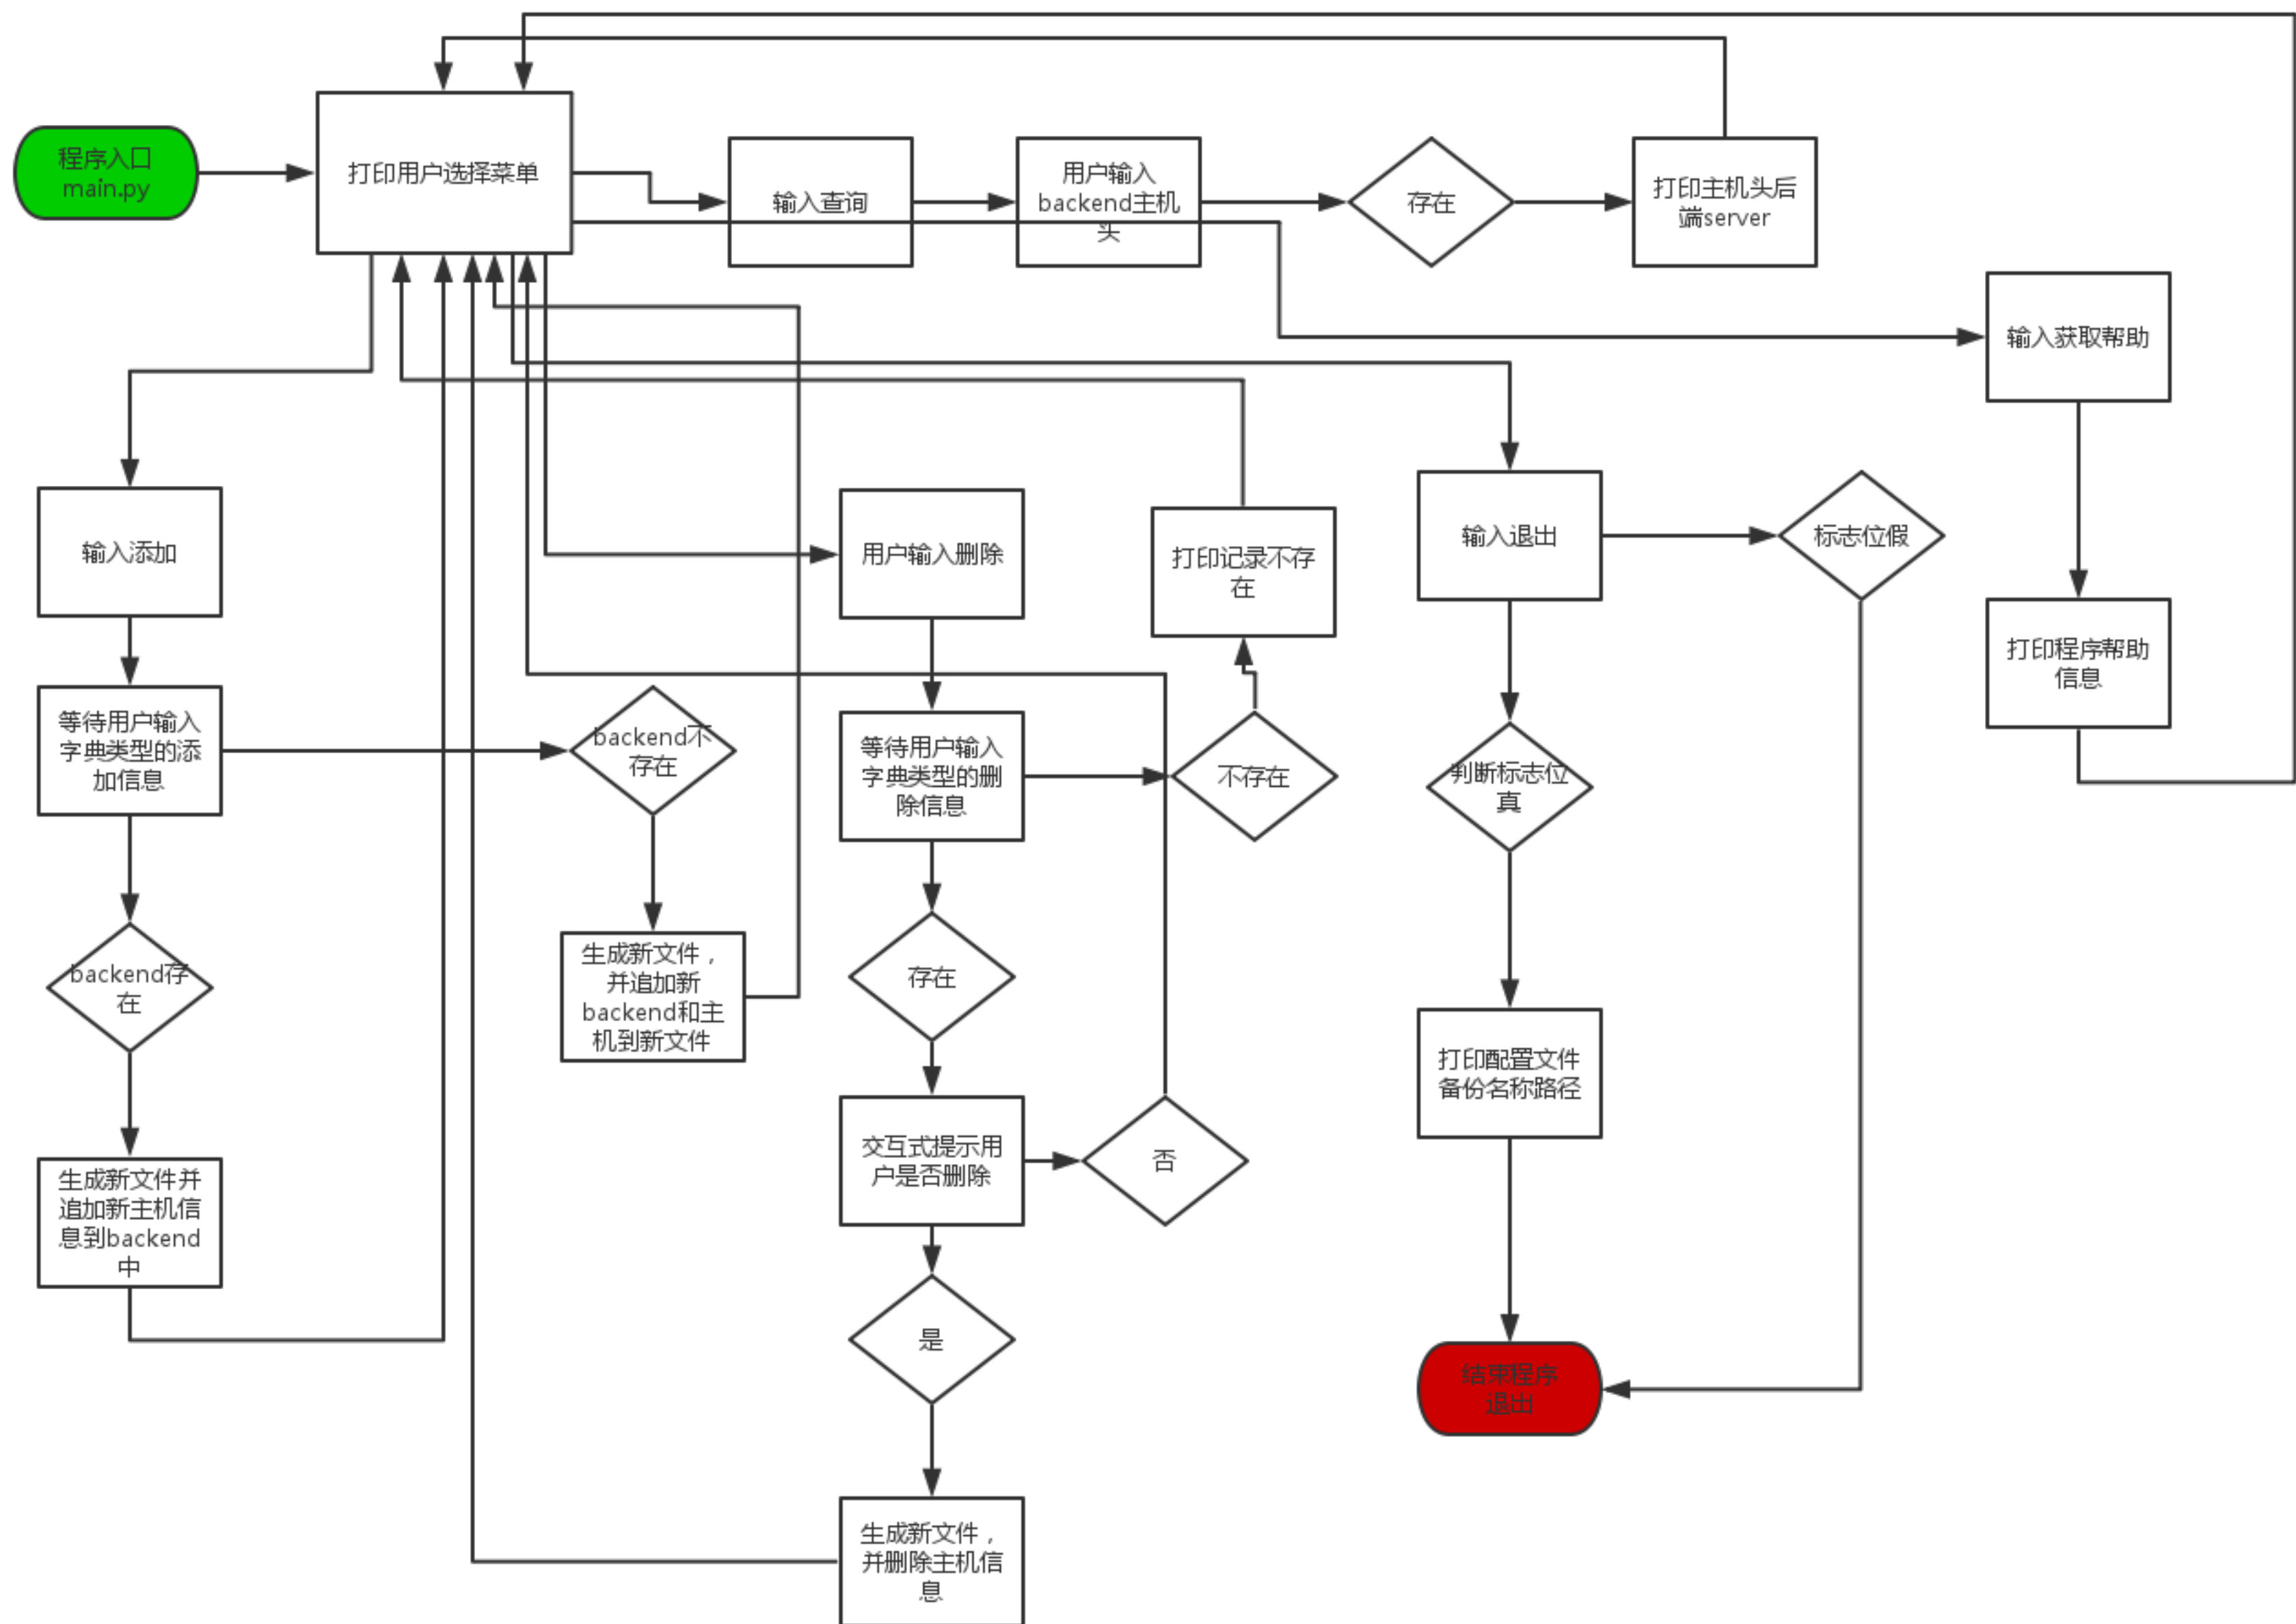 程序入口
main.py
打印用户选择菜单
输入查询
用户输入
backend主机
头
存在
打印主机头后
端server
输入获取帮助
输入添加
用户输入删除
打印记录不存
在
输入退出
标志位假
打印程序帮助
信息
等待用户输入
字典类型的添
加信息
backend不
存在
等待用户输入
字典类型的删
除信息
不存在
判断标志位
真
backend存
在
生成新文件，
并追加新
backend和主
机到新文件
存在
打印配置文件
备份名称路径
交互式提示用
户是否删除
否
生成新文件并
追加新主机信
息到backend
中
是
结束程序
退出
生成新文件，
并删除主机信
息